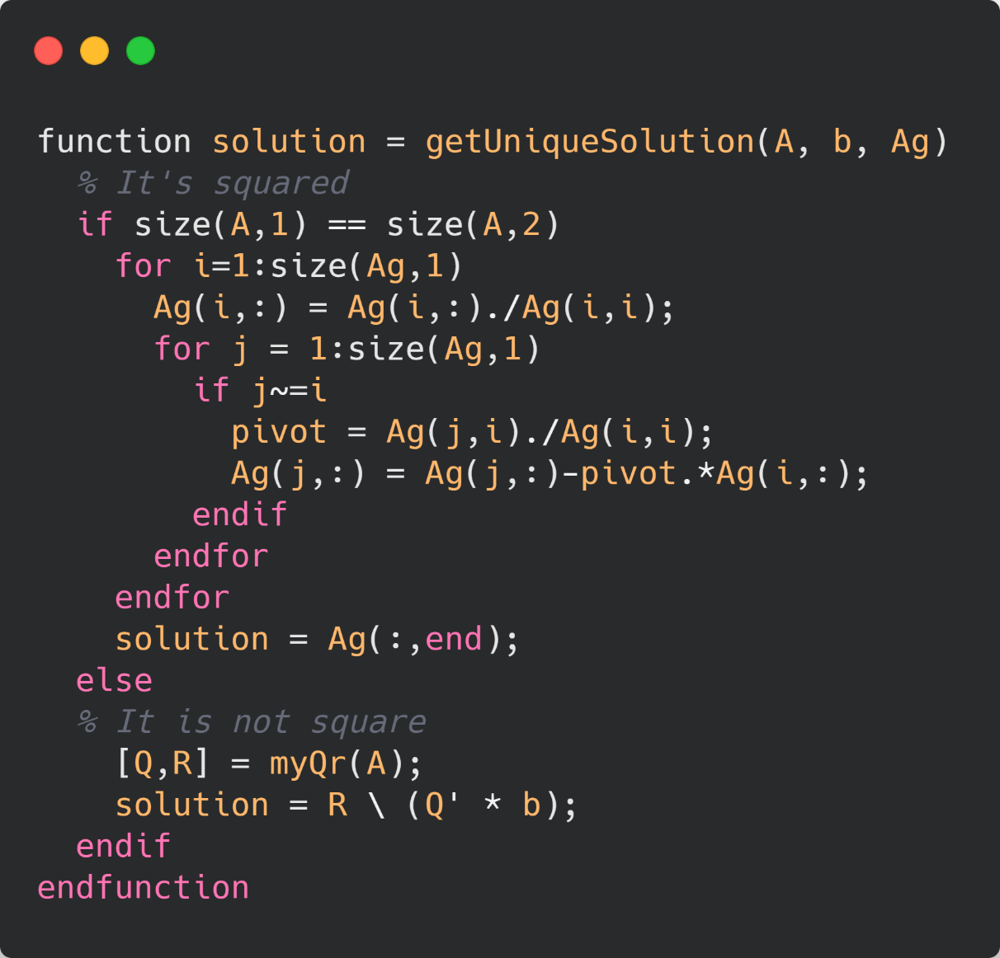 function solution = getUniqueSolution(A, b, Ag)
  % It's squared
  if size(A,1) == size(A,2)
    for i=1:size(Ag,1)
      Ag(i,:) = Ag(i,:)./Ag(i,i);
      for j = 1:size(Ag,1)
        if j~=i
          pivot = Ag(j,i)./Ag(i,i);
          Ag(j,:) = Ag(j,:)-pivot.*Ag(i,:);
        endif
      endfor
    endfor
    solution = Ag(:,end);
  else
  % It is not square
    [Q,R] = myQr(A);
    solution = R \ (Q' * b);
  endif
endfunction